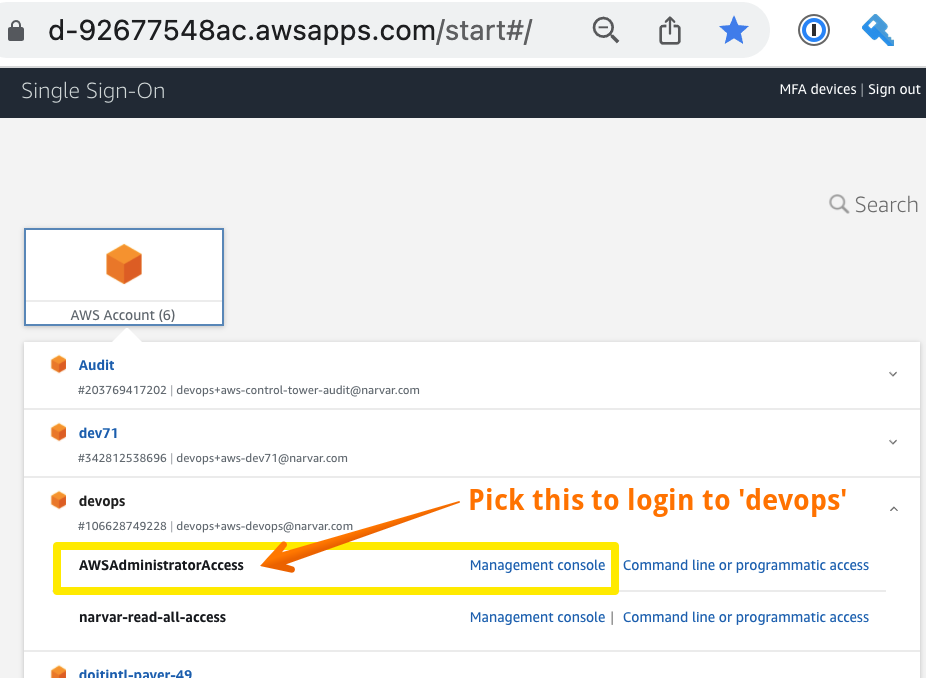 d-92677548ac.awsapps.com/start#/
Single Sign-On
MFA devices | Sign out
Search
AWS Account (6)
Audit
#203769417202 | devops+aws-control-tower-audit@narvar.com
dev71
#342812538696 | devops+aws-dev71@narvar.com
devops
Pick this to login to 'devops'
#106628749228 | devops+aws-devops@narvar.com
AWSAdministratorAccess Management console Command line or programmatic access
narvar-read-all-access Management console | Command line or programmatic access
doitintl-payer-49